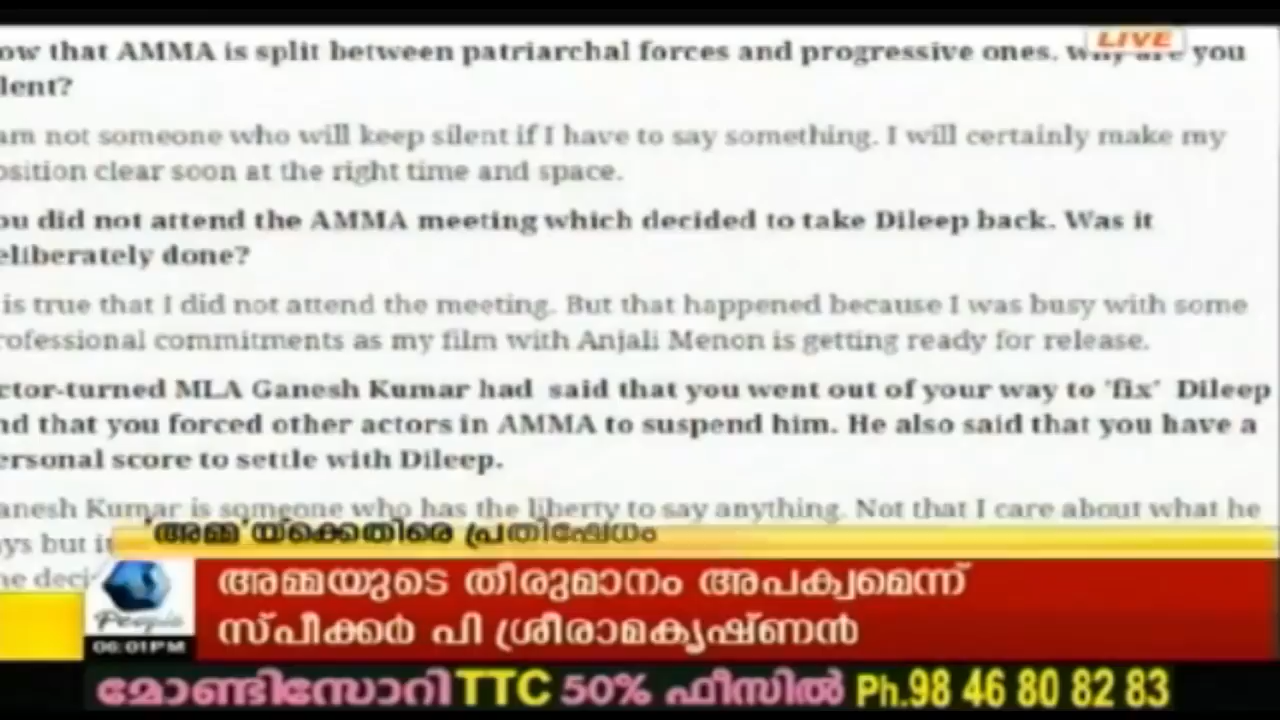 LIVE
ow that AMMA is split between patriarchal forces and progressive ones. why are you
lent?
am not someone who will keep silent if I have to say something. I will certainly make my
osition clear soon at the right time and space.
ou did not attend the AMMA meeting which decided to take Dileep back. Was it
eliberately done?
is true that I did not attend the meeting. But that happened because I was busy with some
rofessional commitments as my film with Anjali Menon is getting ready for release.
ctor-turned MLA Ganesh Kumar had said that you went out of your way to 'fix' Dileep
nd that you forced other actors in AMMA to suspend him. He also said that you have a
ersonal score to settle with Dileep.
anesh Kumar is someone who has the liberty to say anything. Not that I care about what he
ys but
he deci
'അമ്മ'യ്ക്കെതിരെ പ്രതിഷേധം
അമ്മയുടെ തീരുമാനം അപക്വമെന്ന്
സ്പീക്കർ പി ശ്രീരാമകൃഷ്ണൻ
People
06:01PM
മോണ്ടിസോറി TTC 50% ഫീസിൽ Ph.98 46 80 82 83